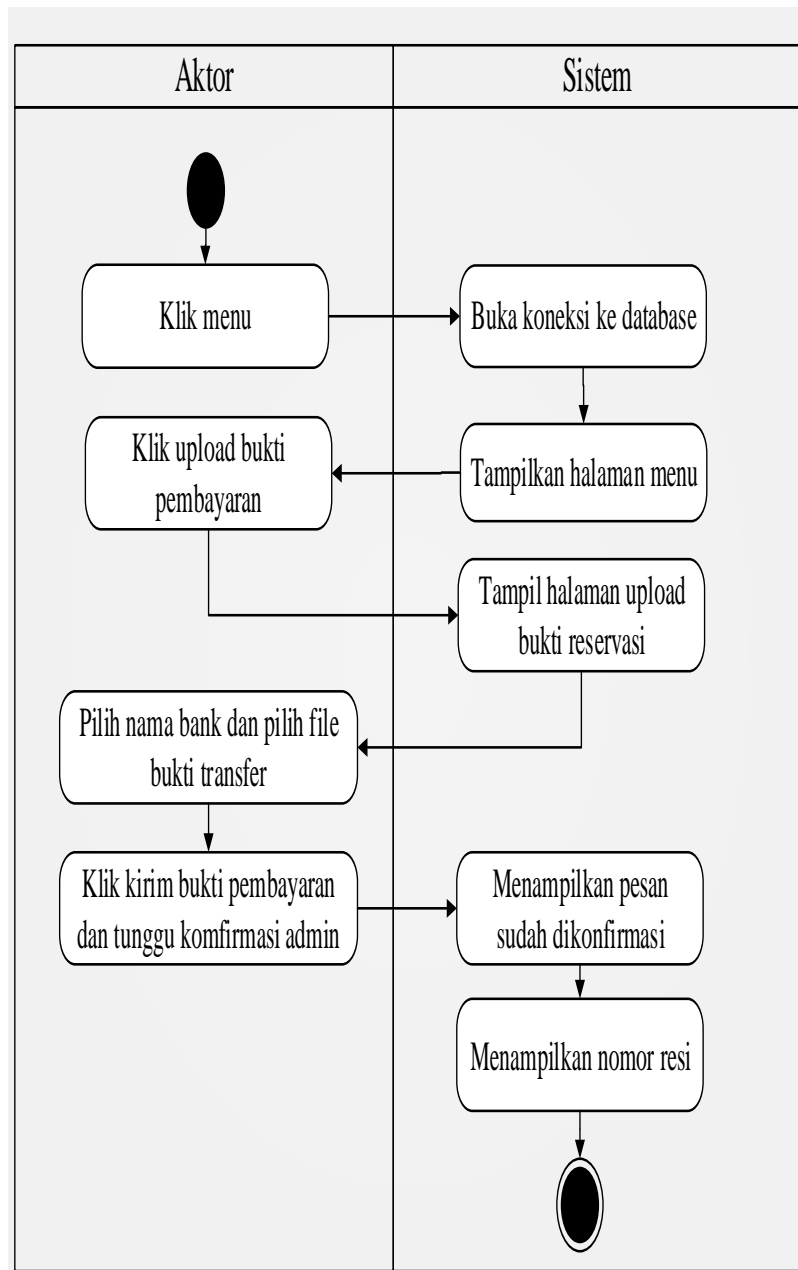 Aktor
Sistem
Klik menu
Buka koneksi ke database
Tampilkan halaman menu
Klik upload bukti
pembayaran
Tampil halaman upload
bukti reservasi
Pilih nama bank dan pilih file
bukti transfer
Klik kirim bukti pembayaran
dan tunggu komfirmasi admin
Menampilkan pesan
sudah dikonfirmasi
Menampilkan nomor resi